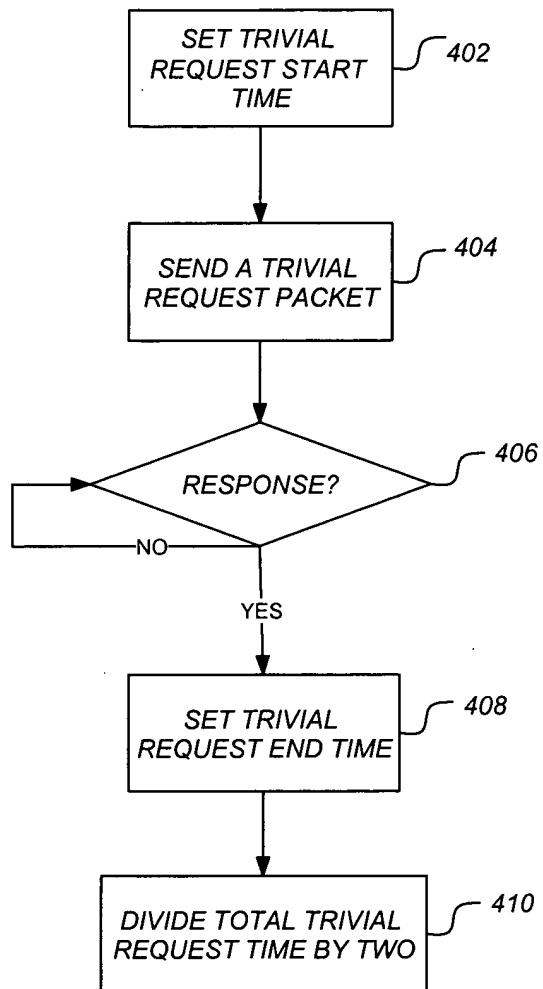 SET TRIVIAL
REQUEST START
TIME
402
SEND A TRIVIAL
REQUEST PACKET
404
RESPONSE?
406
NO
YES
SET TRIVIAL
REQUEST END TIME
408
DIVIDE TOTAL TRIVIAL
REQUEST TIME BY TWO
410